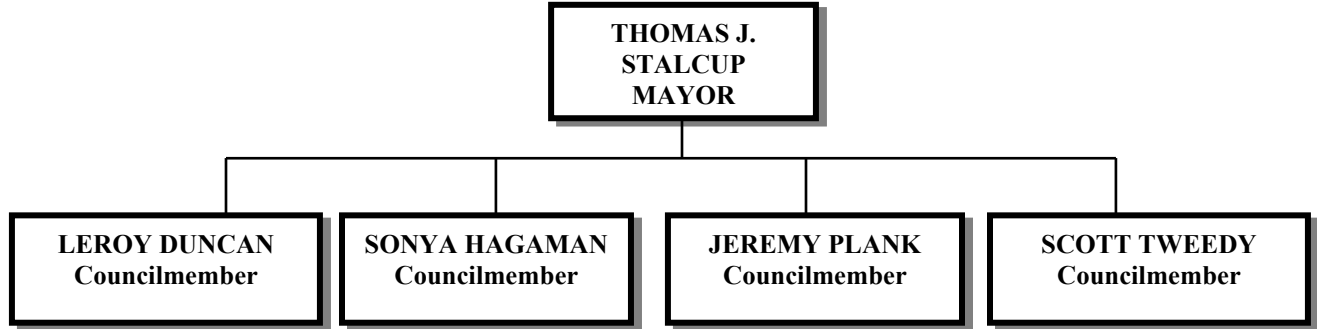 THOMAS J.
STALCUP
MAYOR
LEROY DUNCAN
Councilmember
SONYA HAGAMAN
Councilmember
JEREMY PLANK
Councilmember
SCOTT TWEEDY
Councilmember